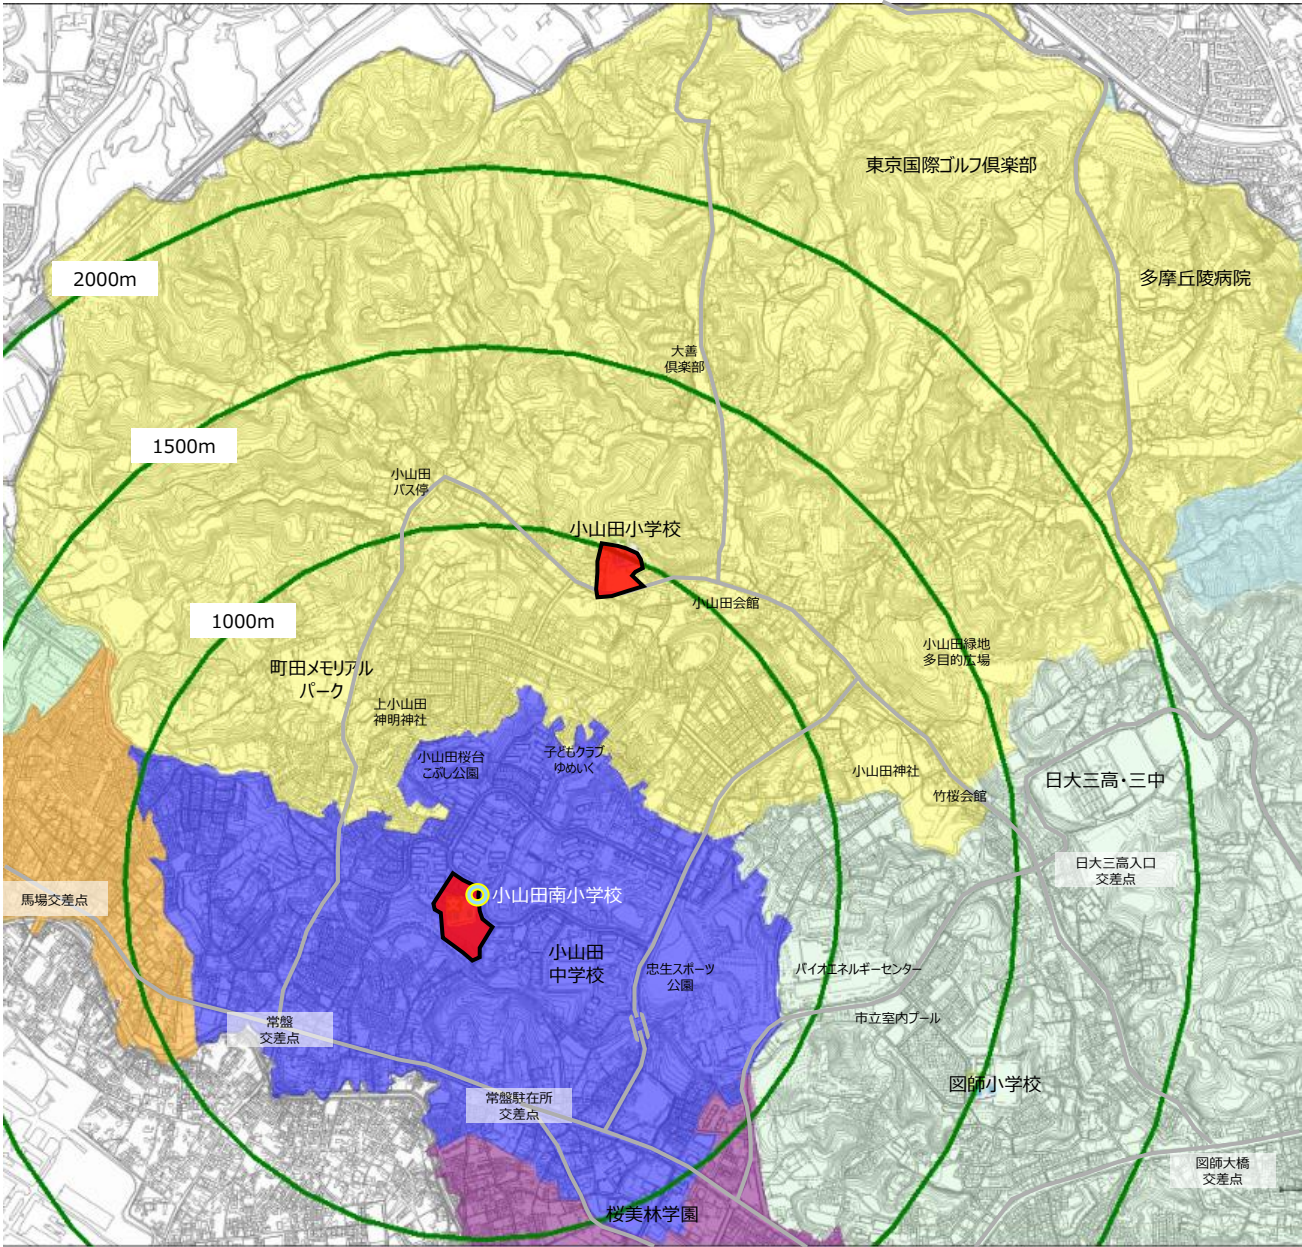 東京国際ゴルフ倶楽部
2000m
多摩丘陵病院
大善
倶楽部
1500m
小山田
バス停
小山田小学校
小山田会館
1000m
小山田緑地
多目的広場
町田メモリアル
パーク
上小山田
神明神社
小山田桜台
こぶし公園
子どもクラブ
ゆめいく
小山田神社
日大三高・三中
竹桜会館
日大三高入口
交差点
馬場交差点
小山田南小学校
小山田
中学校
忠生スポーツ
公園
バイオエネルギーセンター
市立室内プール
常盤
交差点
図師小学校
常盤駐在所
交差点
図師大橋
交差点
桜美林学園